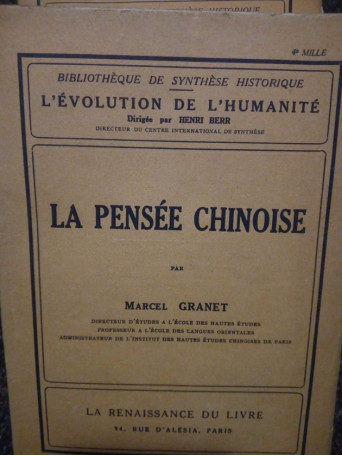 4e MILLE
BIBLIOTHÈQUE DE SYNTHÈSE HISTORIQUE
L'ÉVOLUTION DE L'HUMANITÉ
Dirigée par HENRI BERR
DIRECTEUR DU CENTRE INTERNATIONAL DE SYNTHÈSE
LA PENSÉE CHINOISE
PAR
MARCEL GRANET
DIRECTEUR D'ÉTUDES A L'ÉCOLE DES HAUTES ÉTUDES
PROFESSEUR A L'ÉCOLE DES LANGUES ORIENTALES
ADMINISTRATEUR DE L'INSTITUT DES HAUTES ÉTUDES CHINOISES DE PARIS
LA RENAISSANCE DU LIVRE
94, RUE D'ALÉSIA, PARIS